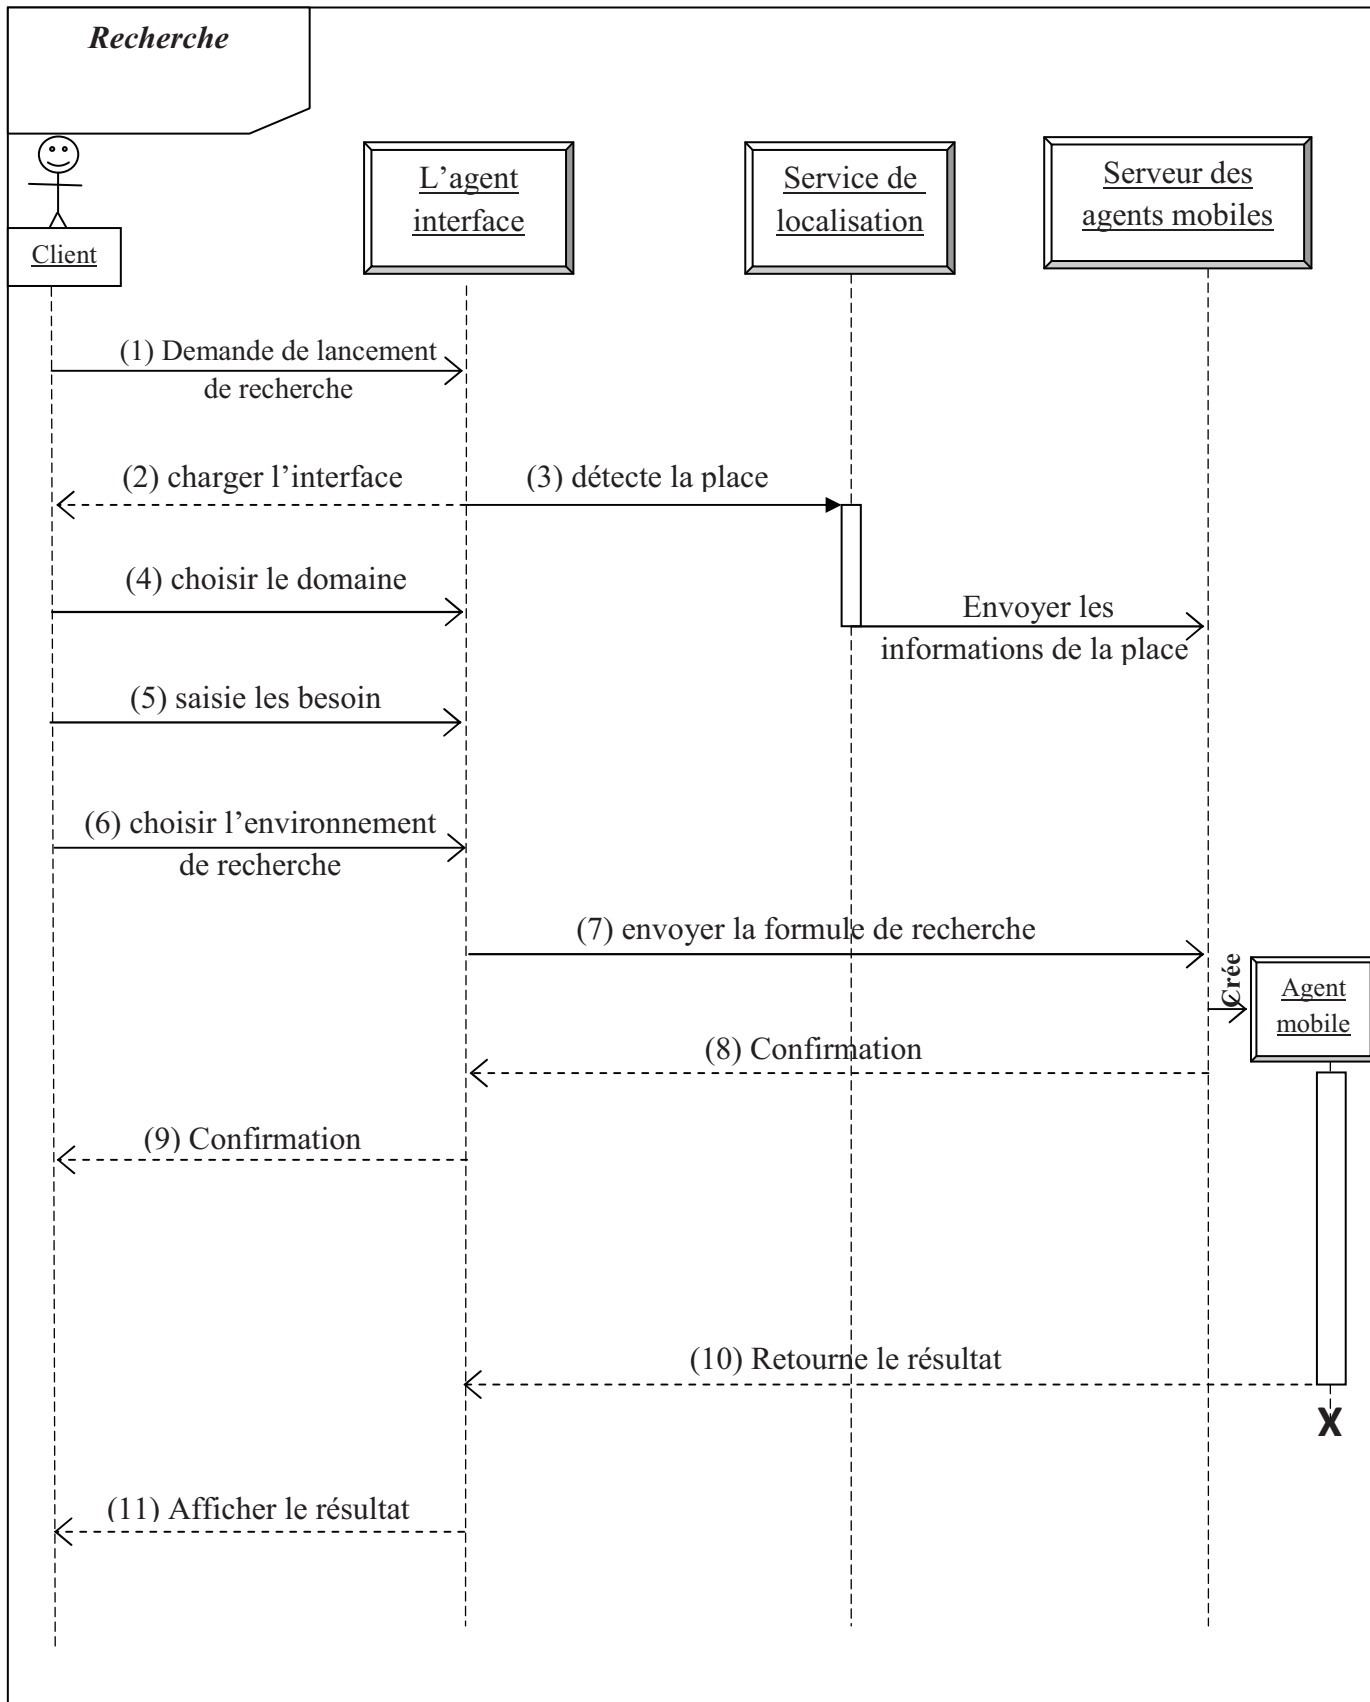 Recherche
Client
L’agent
interface
Service de
localisation
Serveur des
agents mobiles
(1) Demande de lancement
de recherche
(2) charger l’interface
(3) détecte la place
(4) choisir le domaine
Envoyer les
informations de la place
(5) saisie les besoin
(6) choisir l’environnement
de recherche
(7) envoyer la formule de recherche
Crée
Agent
mobile
(8) Confirmation
(9) Confirmation
(10) Retourne le résultat
X
(11) Afficher le résultat